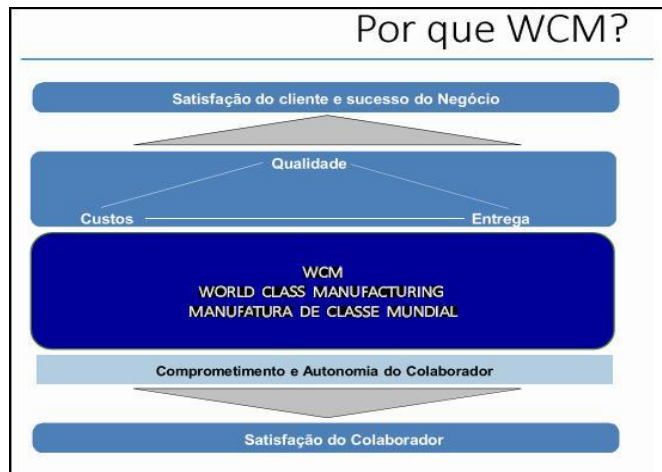 Por que WCM?
Satisfação do cliente e sucesso do Negócio
Qualidade
Custos
Entrega
WCM
WORLD CLASS MANUFACTURING
MANUFATURA DE CLASSE MUNDIAL
Comprometimento e Autonomia do Colaborador
Satisfação do Colaborador